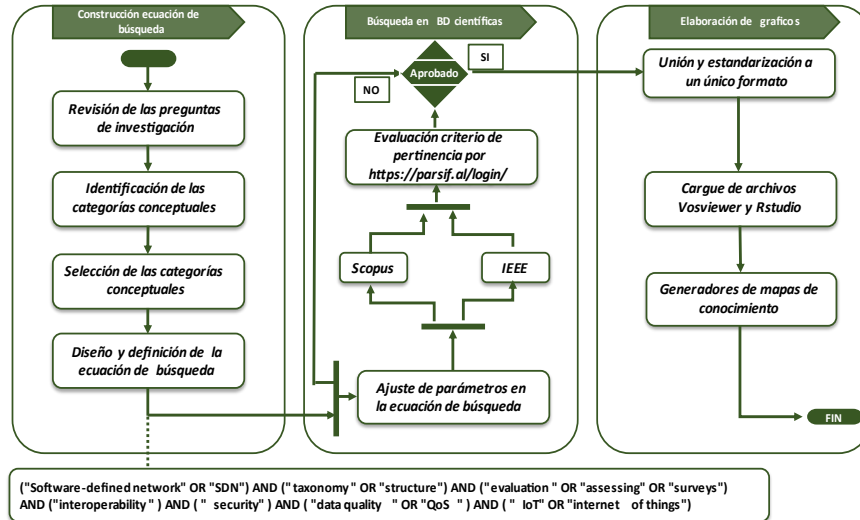 Construcción ecuación de
búsqueda
Revisión de las preguntas
de investigación
Identificación de las
categorías conceptuales
Selección de las categorías
conceptuales
Diseño y definición de la
ecuación de búsqueda
Búsqueda en BD científicas
Aprobado
SI
NO
Evaluación criterio de
pertinencia por
https://parsif.al/login/
Scopus
IEEE
Ajuste de parámetros en
la ecuación de búsqueda
Elaboración de graficos
Unión y estandarización a
un único formato
Cargue de archivos
Vosviewer y Rstudio
Generadores de mapas de
conocimiento
FIN
("Software-defined network" OR "SDN") AND ("taxonomy" OR "structure") AND ("evaluation" OR "assessing" OR "surveys")
AND ("interoperability" ) AND ( " security" ) AND ( "data quality " OR "QoS " ) AND ( " IoT" OR "internet of things")